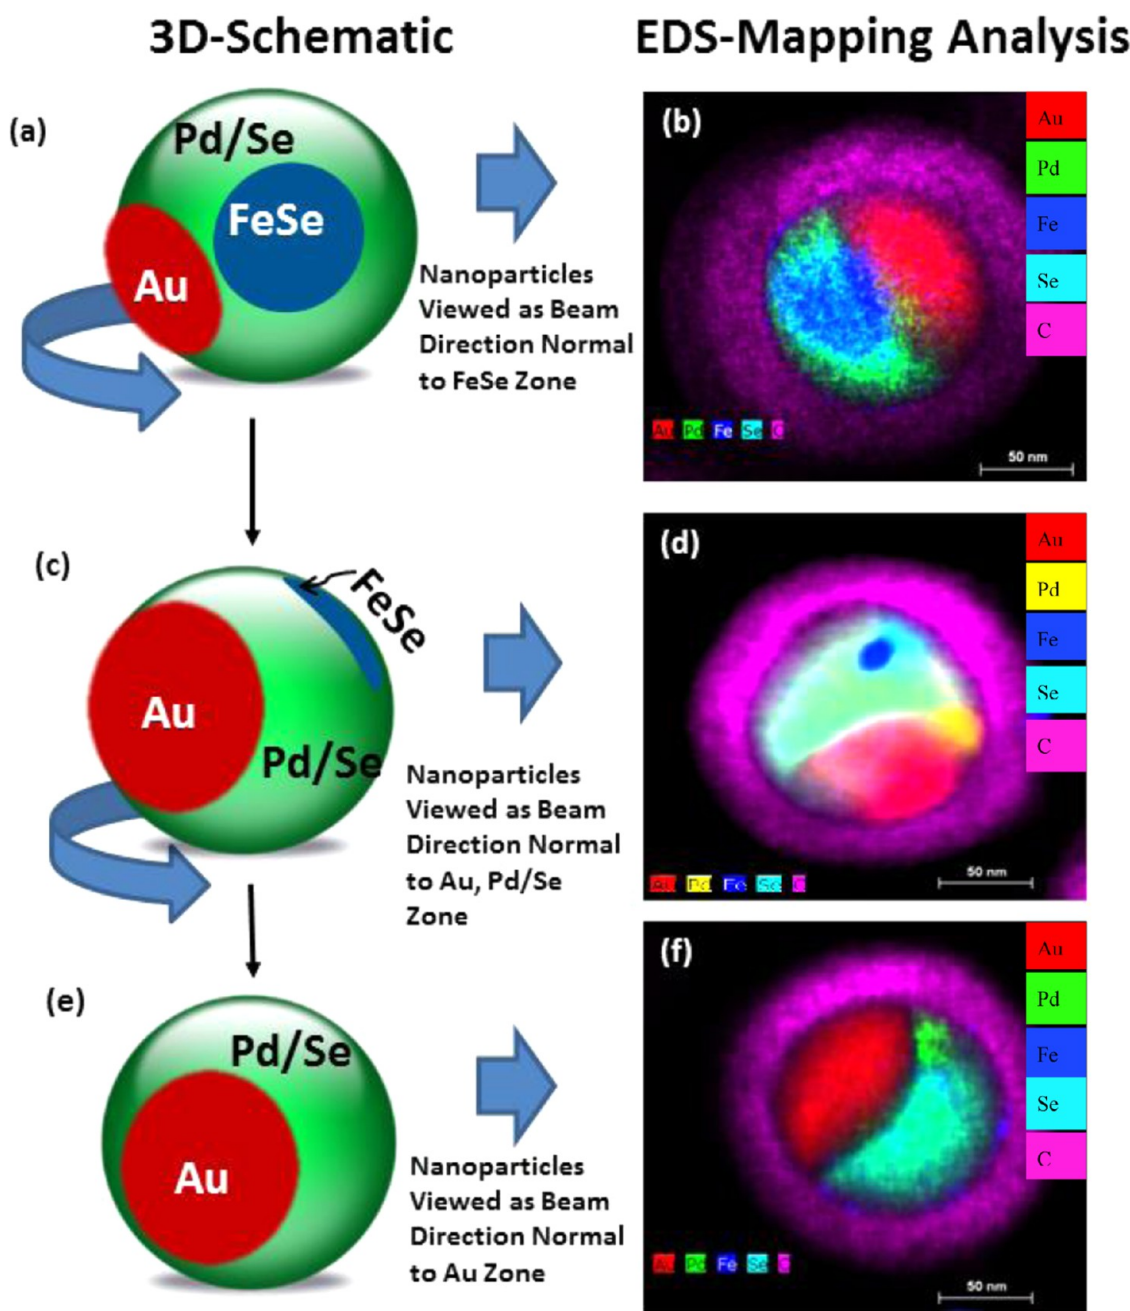 3D-Schematic
EDS-Mapping Analysis
(a)
Pd/Se
FeSe
Au
Nanoparticles
Viewed as Beam
Direction Normal
to FeSe Zone
(b)
Au
Pd
Fe
Se
C
Au Pd Fe Se C
50 nm
(c)
FeSe
Au
Pd/Se
Nanoparticles
Viewed as Beam
Direction Normal
to Au, Pd/Se
Zone
(d)
Au
Pd
Fe
Se
C
Au Pd Fe Se C
50 nm
(e)
Pd/Se
Au
Nanoparticles
Viewed as Beam
Direction Normal
to Au Zone
(f)
Au
Pd
Fe
Se
C
Au Pd Fe Se C
50 nm